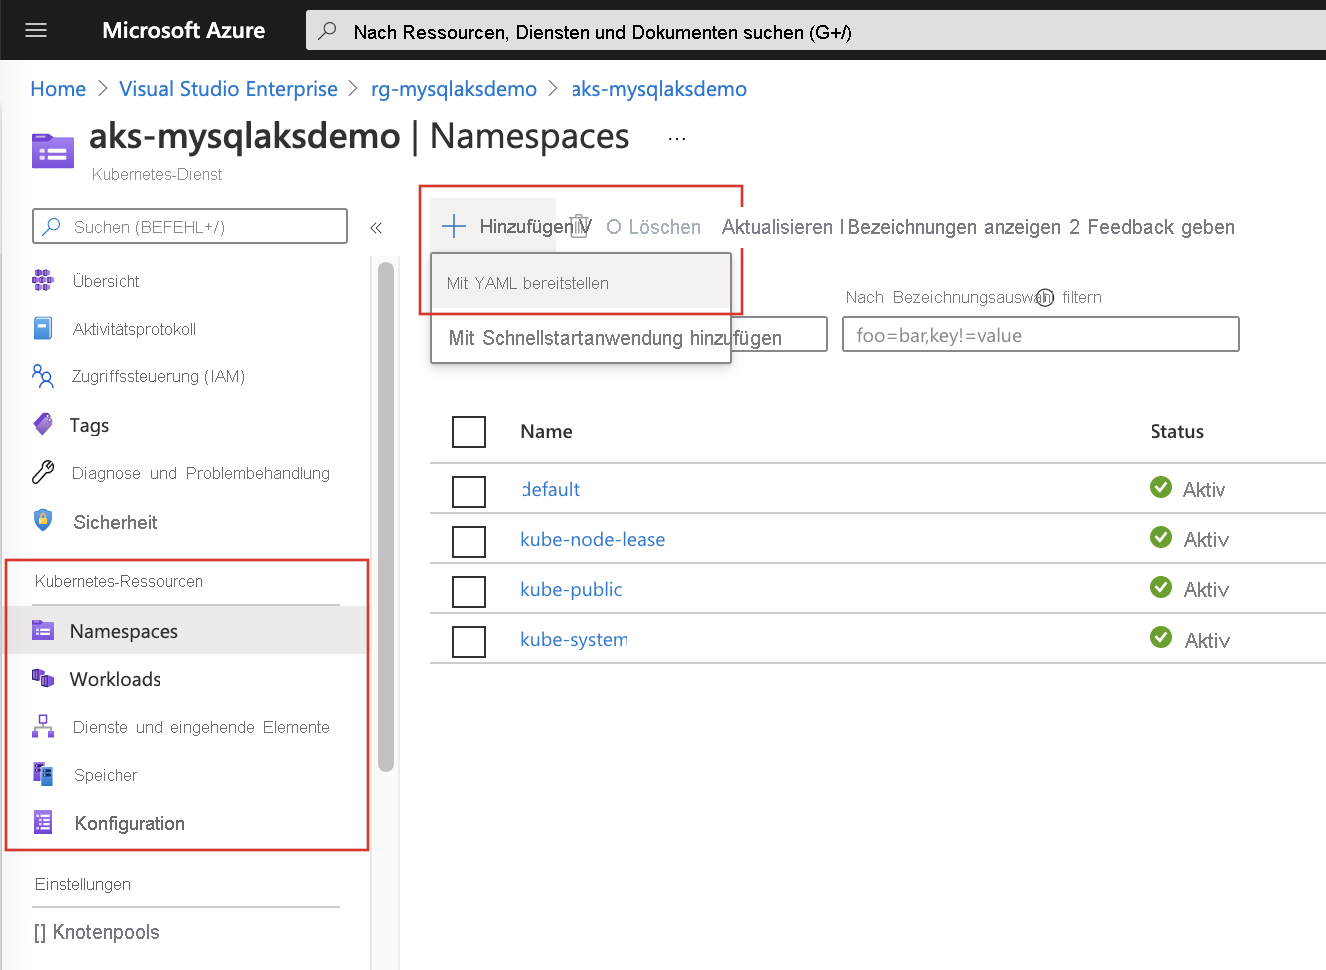 Microsoft Azure
Nach Ressourcen, Diensten und Dokumenten suchen (G+/)
Home > Visual Studio Enterprise > rg-mysqlaksdemo > aks-mysqlaksdemo
aks-mysqlaksdemo | Namespaces ...
Kubernetes-Dienst
Suchen (BEFEHL+/)
«
Übersicht
Aktivitätsprotokoll
Zugriffssteuerung (IAM)
Tags
Diagnose und Problembehandlung
Sicherheit
Kubernetes-Ressourcen
Namespaces
Workloads
Dienste und eingehende Elemente
Speicher
Konfiguration
Einstellungen
[] Knotenpools
+ Hinzufügen Löschen Aktualisieren | Bezeichnungen anzeigen 2 Feedback geben
Mit YAML bereitstellen
Mit Schnellstartanwendung hinzufügen
Nach Bezeichnungsauswahl filtern
foo=bar,key!=value
Name Status
default Aktiv
kube-node-lease Aktiv
kube-public Aktiv
kube-system Aktiv